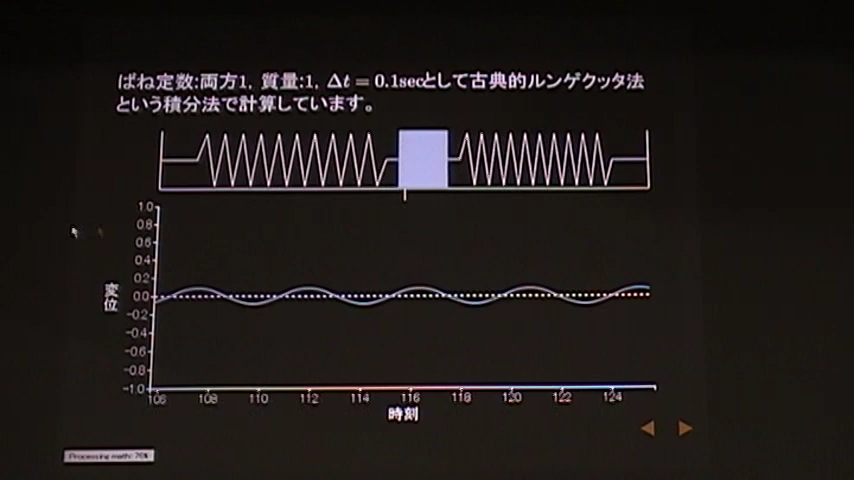 ばね定数:両方1, 質量:1, Δt = 0.1secとして古典的ルンゲクッタ法
という積分法で計算しています。
1.0
0.8
0.6
0.4
0.2
0.0
-0.2
-0.4
-0.6
-0.8
-1.0
変位
106 108 110 112 114 116 118 120 122 124
時刻
Processing math: 76%